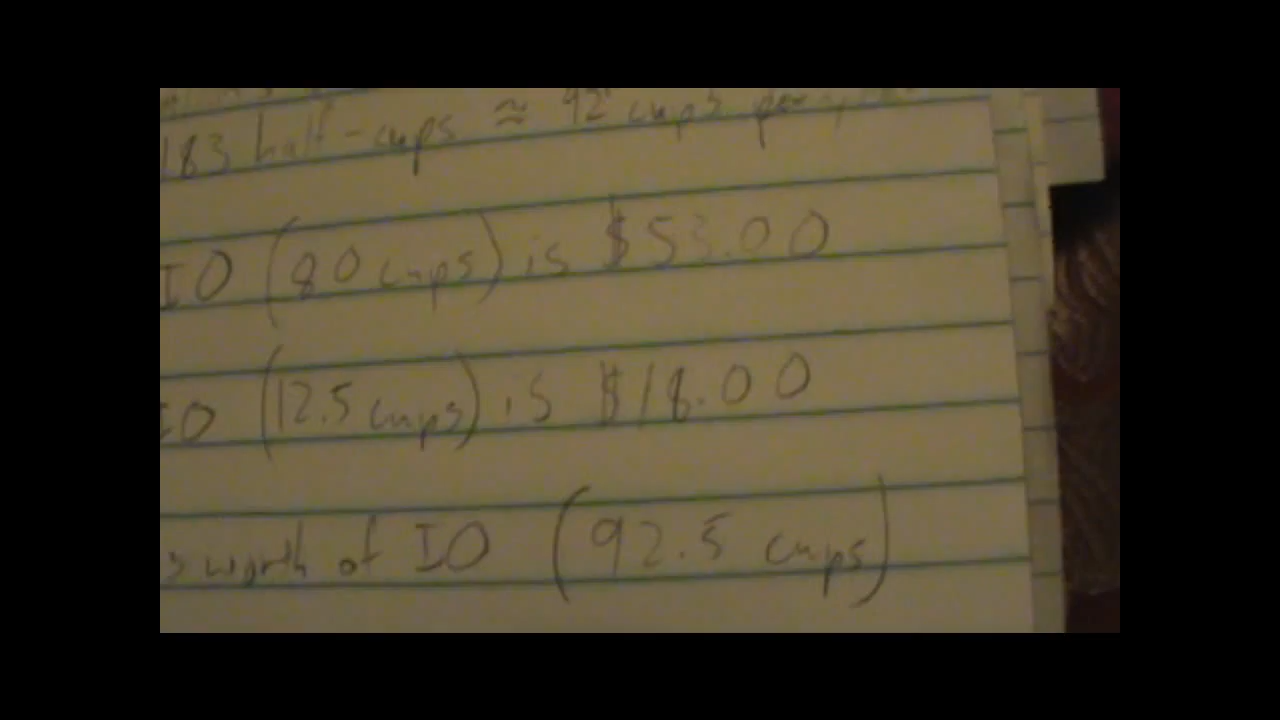 183 half-cups ≈ 92 cups per
IO (80 cups) is $53.00
IO (12.5 cups) is $18.00
worth of IO (92.5 cups)